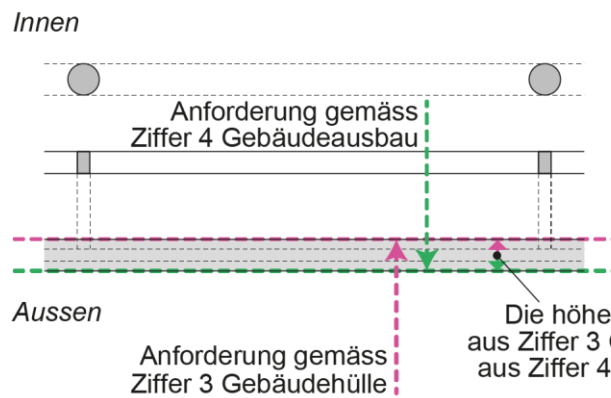 Innen
Anforderung gemäss
Ziffer 4 Gebäudeausbau
Aussen
Anforderung gemäss
Ziffer 3 Gebäudehülle
Die höhe
aus Ziffer 3
aus Ziffer 4